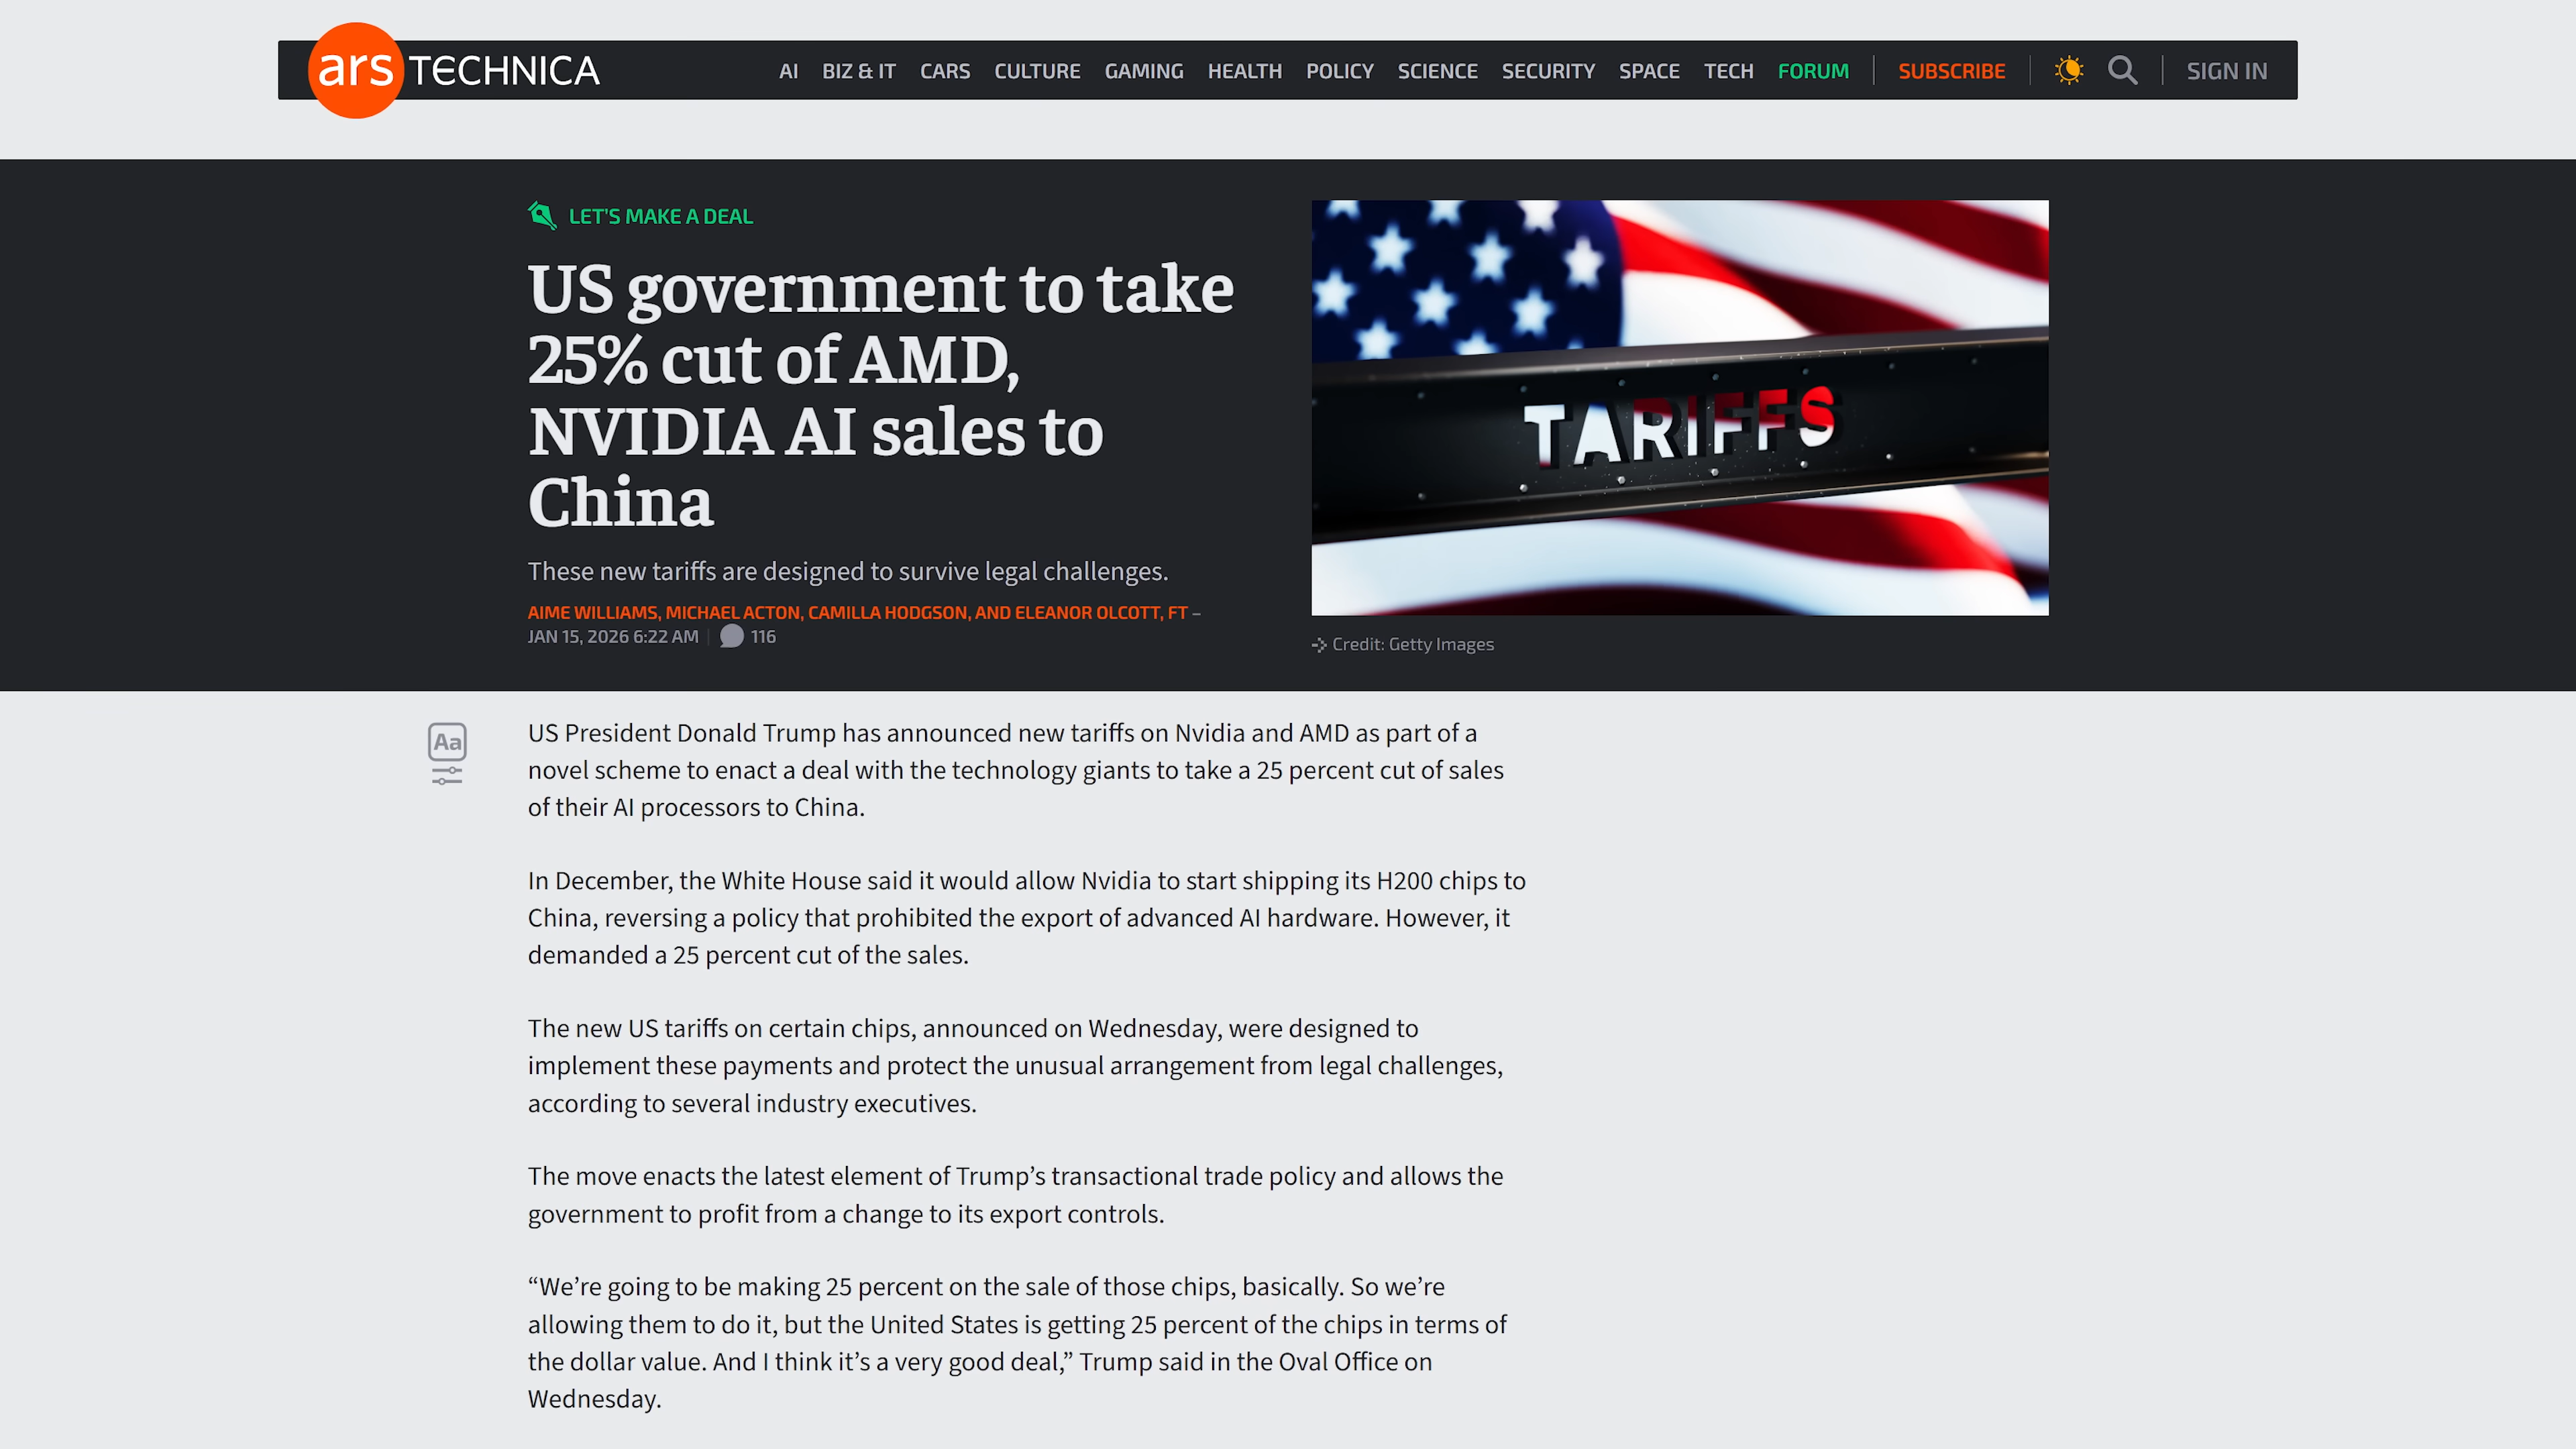 ars TECHNICA
AI BIZ & IT CARS CULTURE GAMING HEALTH POLICY SCIENCE SECURITY SPACE TECH FORUM SUBSCRIBE SIGN IN
LET'S MAKE A DEAL
US government to take
25% cut of AMD,
NVIDIA AI sales to
China
These new tariffs are designed to survive legal challenges.
AIME WILLIAMS, MICHAEL ACTON, CAMILLA HODGSON, AND ELEANOR OLCOTT, FT –
JAN 15, 2026 6:22 AM 116
TARIFFS
Credit: Getty Images
Aa
US President Donald Trump has announced new tariffs on Nvidia and AMD as part of a
novel scheme to enact a deal with the technology giants to take a 25 percent cut of sales
of their AI processors to China.
In December, the White House said it would allow Nvidia to start shipping its H200 chips to
China, reversing a policy that prohibited the export of advanced AI hardware. However, it
demanded a 25 percent cut of the sales.
The new US tariffs on certain chips, announced on Wednesday, were designed to
implement these payments and protect the unusual arrangement from legal challenges,
according to several industry executives.
The move enacts the latest element of Trump’s transactional trade policy and allows the
government to profit from a change to its export controls.
“We’re going to be making 25 percent on the sale of those chips, basically. So we’re
allowing them to do it, but the United States is getting 25 percent of the chips in terms of
the dollar value. And I think it’s a very good deal,” Trump said in the Oval Office on
Wednesday.